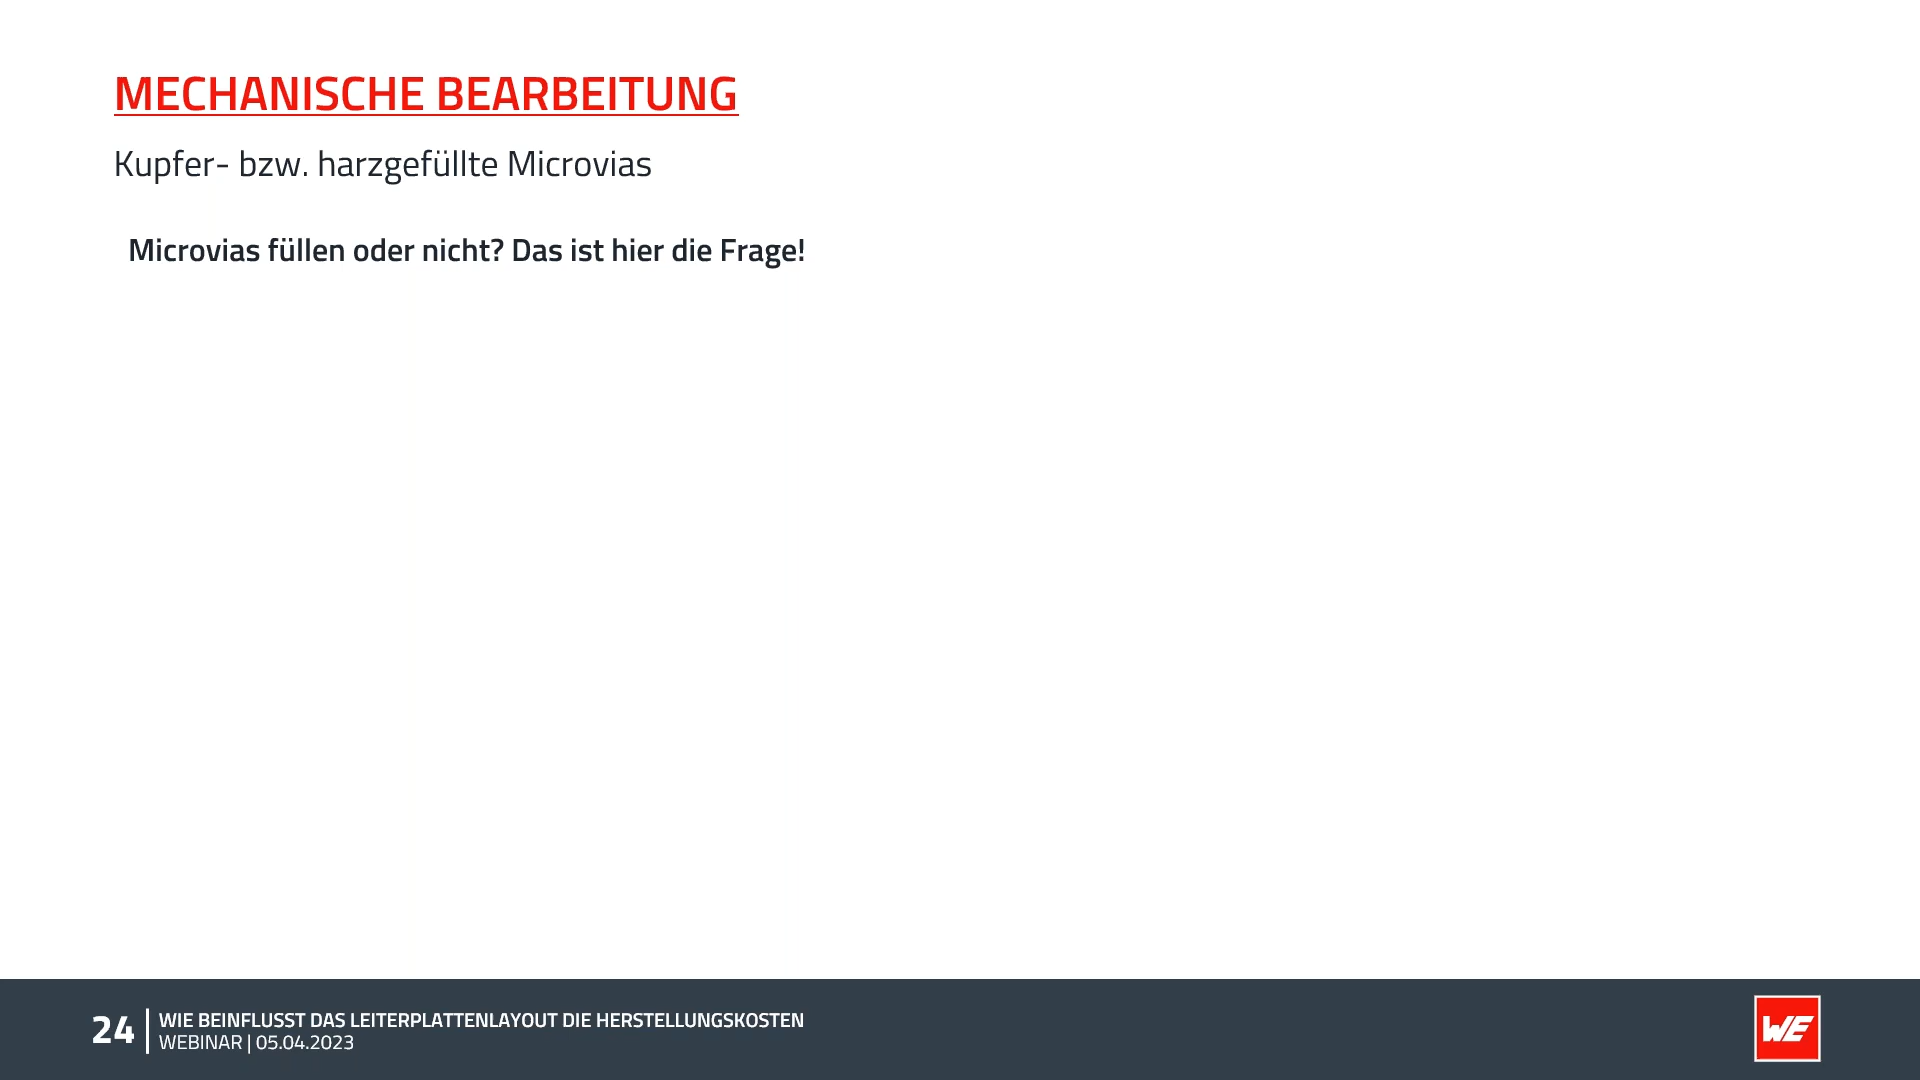 MECHANISCHE BEARBEITUNG
Kupfer- bzw. harzgefüllte Microvias
Microvias füllen oder nicht? Das ist hier die Frage!
24
WIE BEINFLUSST DAS LEITERPLATTENLAYOUT DIE HERSTELLUNGSKOSTEN
WEBINAR | 05.04.2023
WE